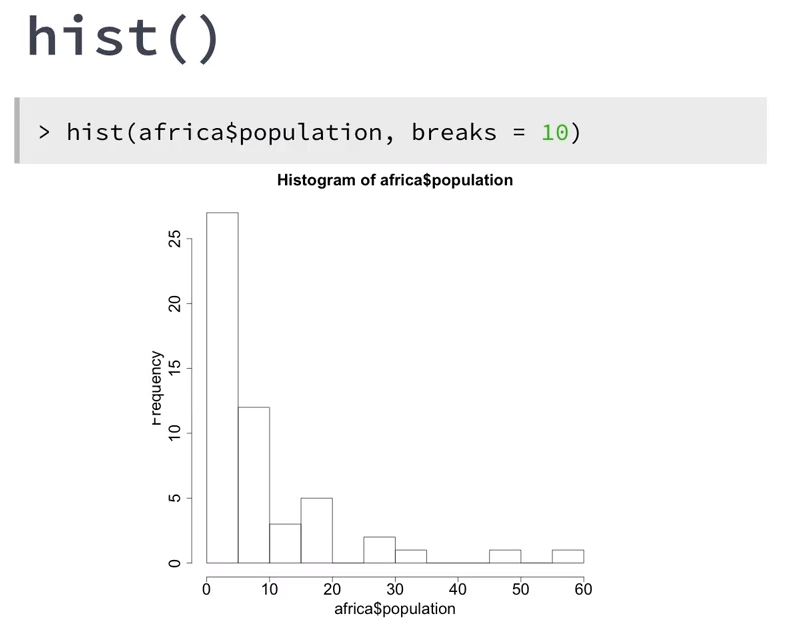 hist()
> hist(africa$population, breaks = 10)
Histogram of africa$population
Frequency
25
20
15
10
5
0
0 10 20 30 40 50 60
africa$population